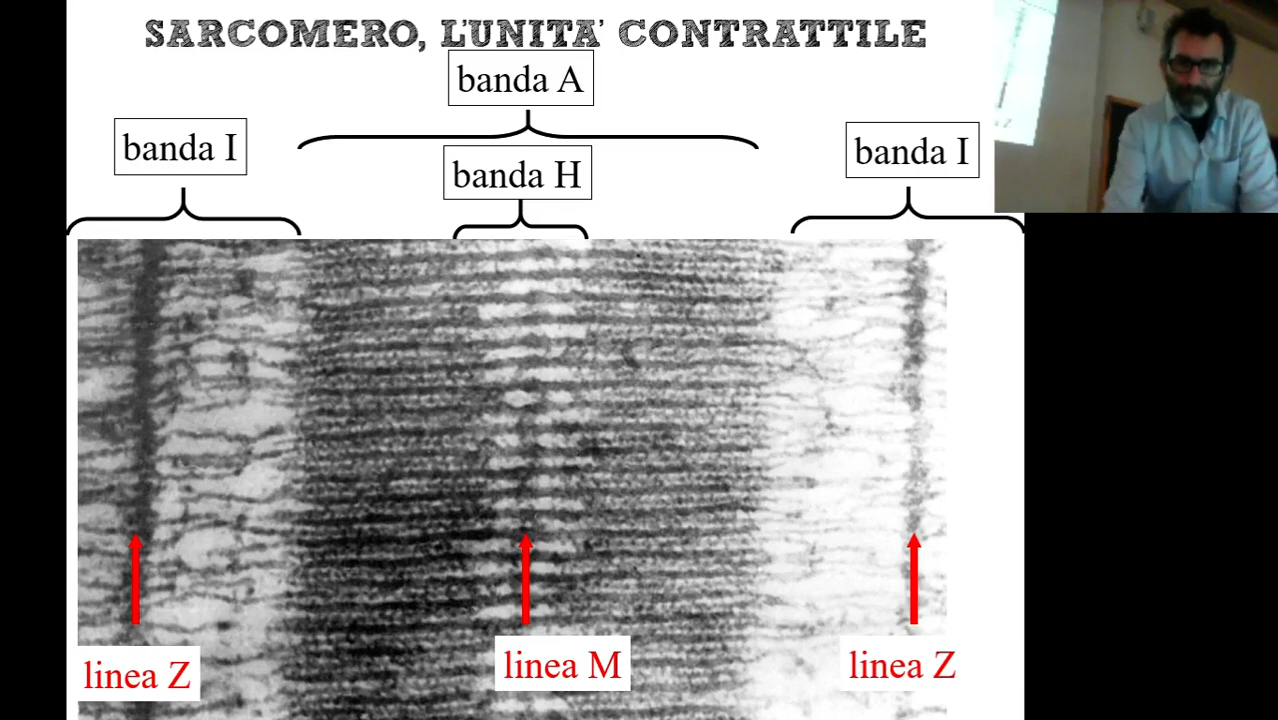 SARCOMERO, L'UNITA' CONTRATTILE
banda A
banda I
banda H
banda I
linea Z
linea M
linea Z